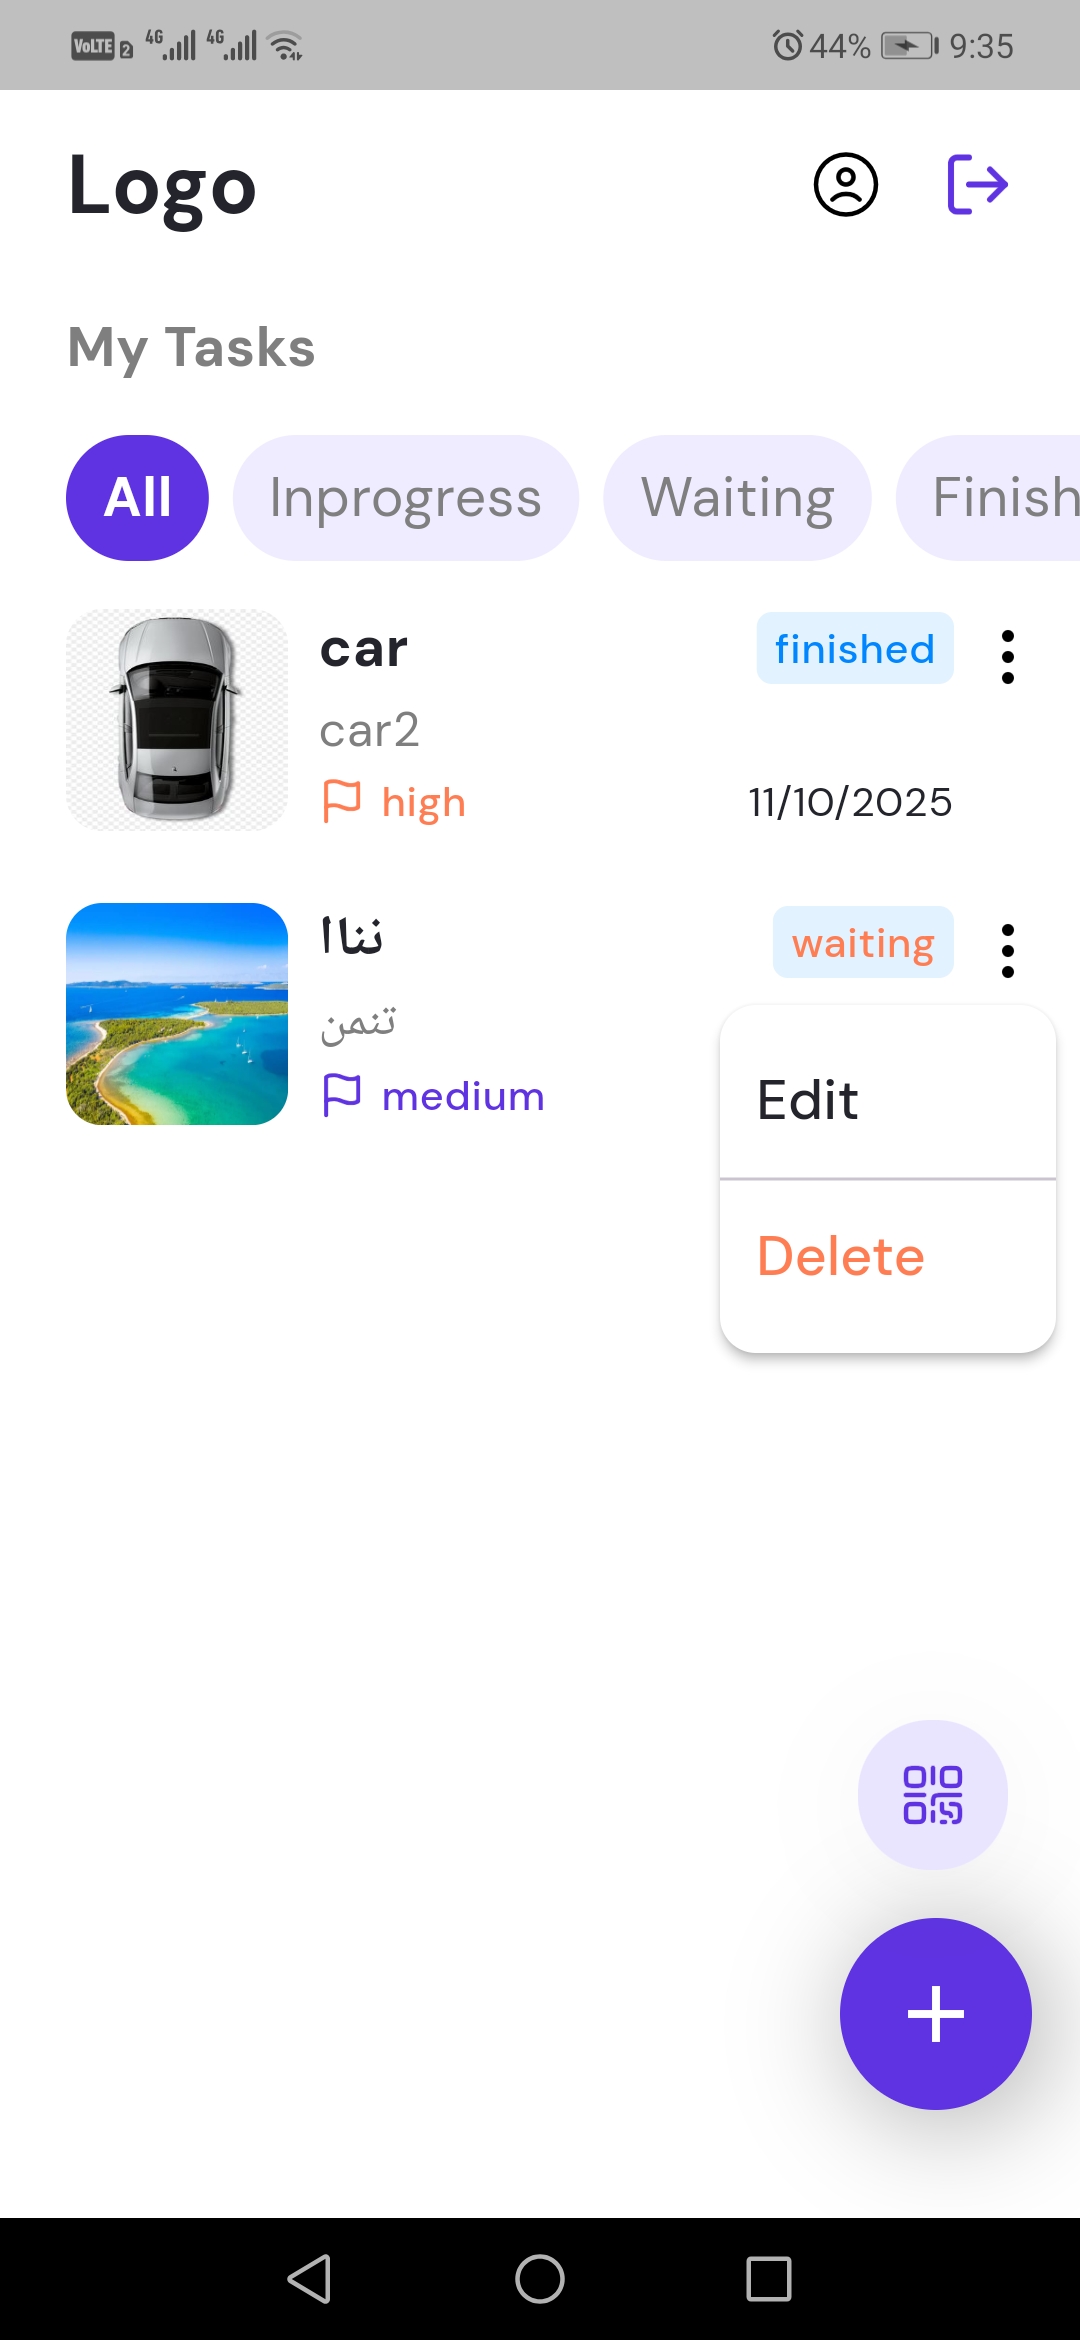 VoLTE 2 4G 4G 44% 9:35
Logo
My Tasks
All Inprogress Waiting Finish
car finished
car2
high 11/10/2025
ننااا waiting
تنمن
medium
Edit
Delete